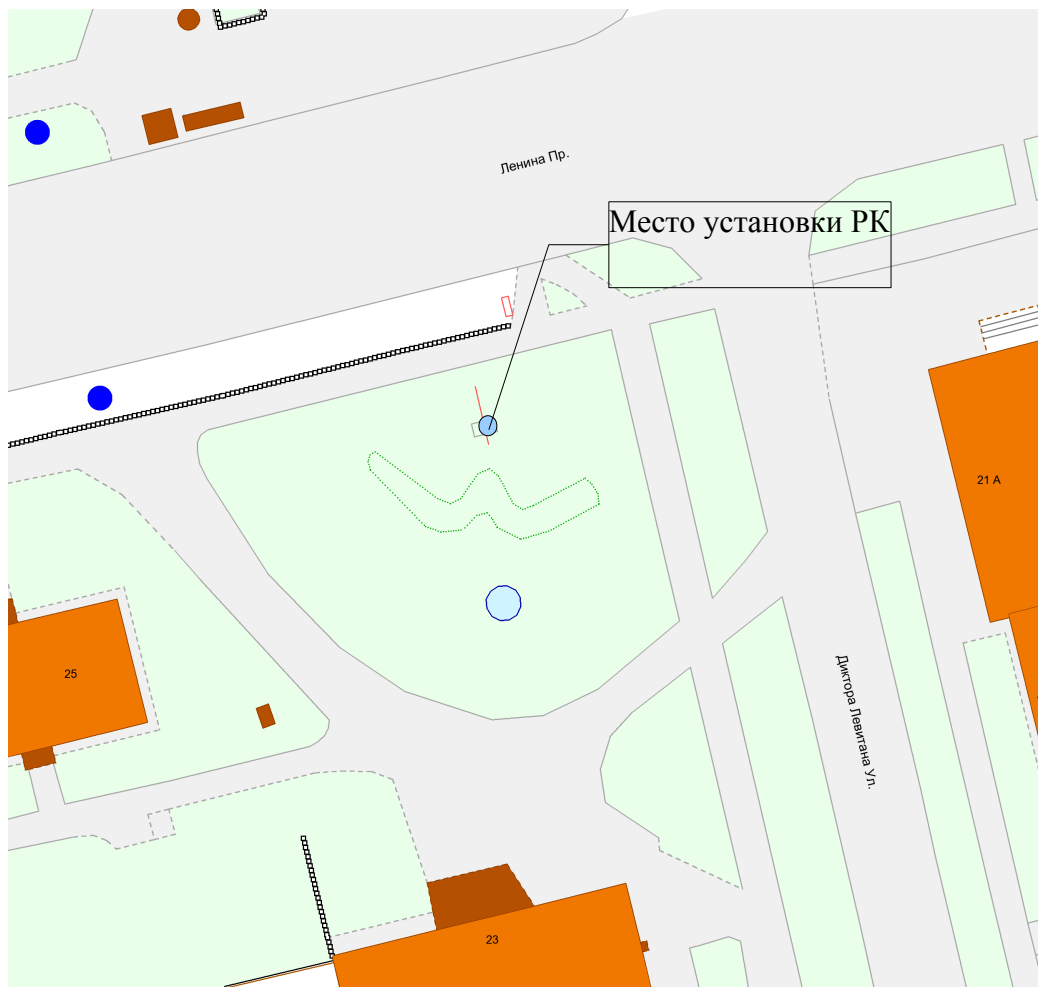 Ленина Пр.
Место установки РК
21 А
25
Диктора Левитана Ул.
23